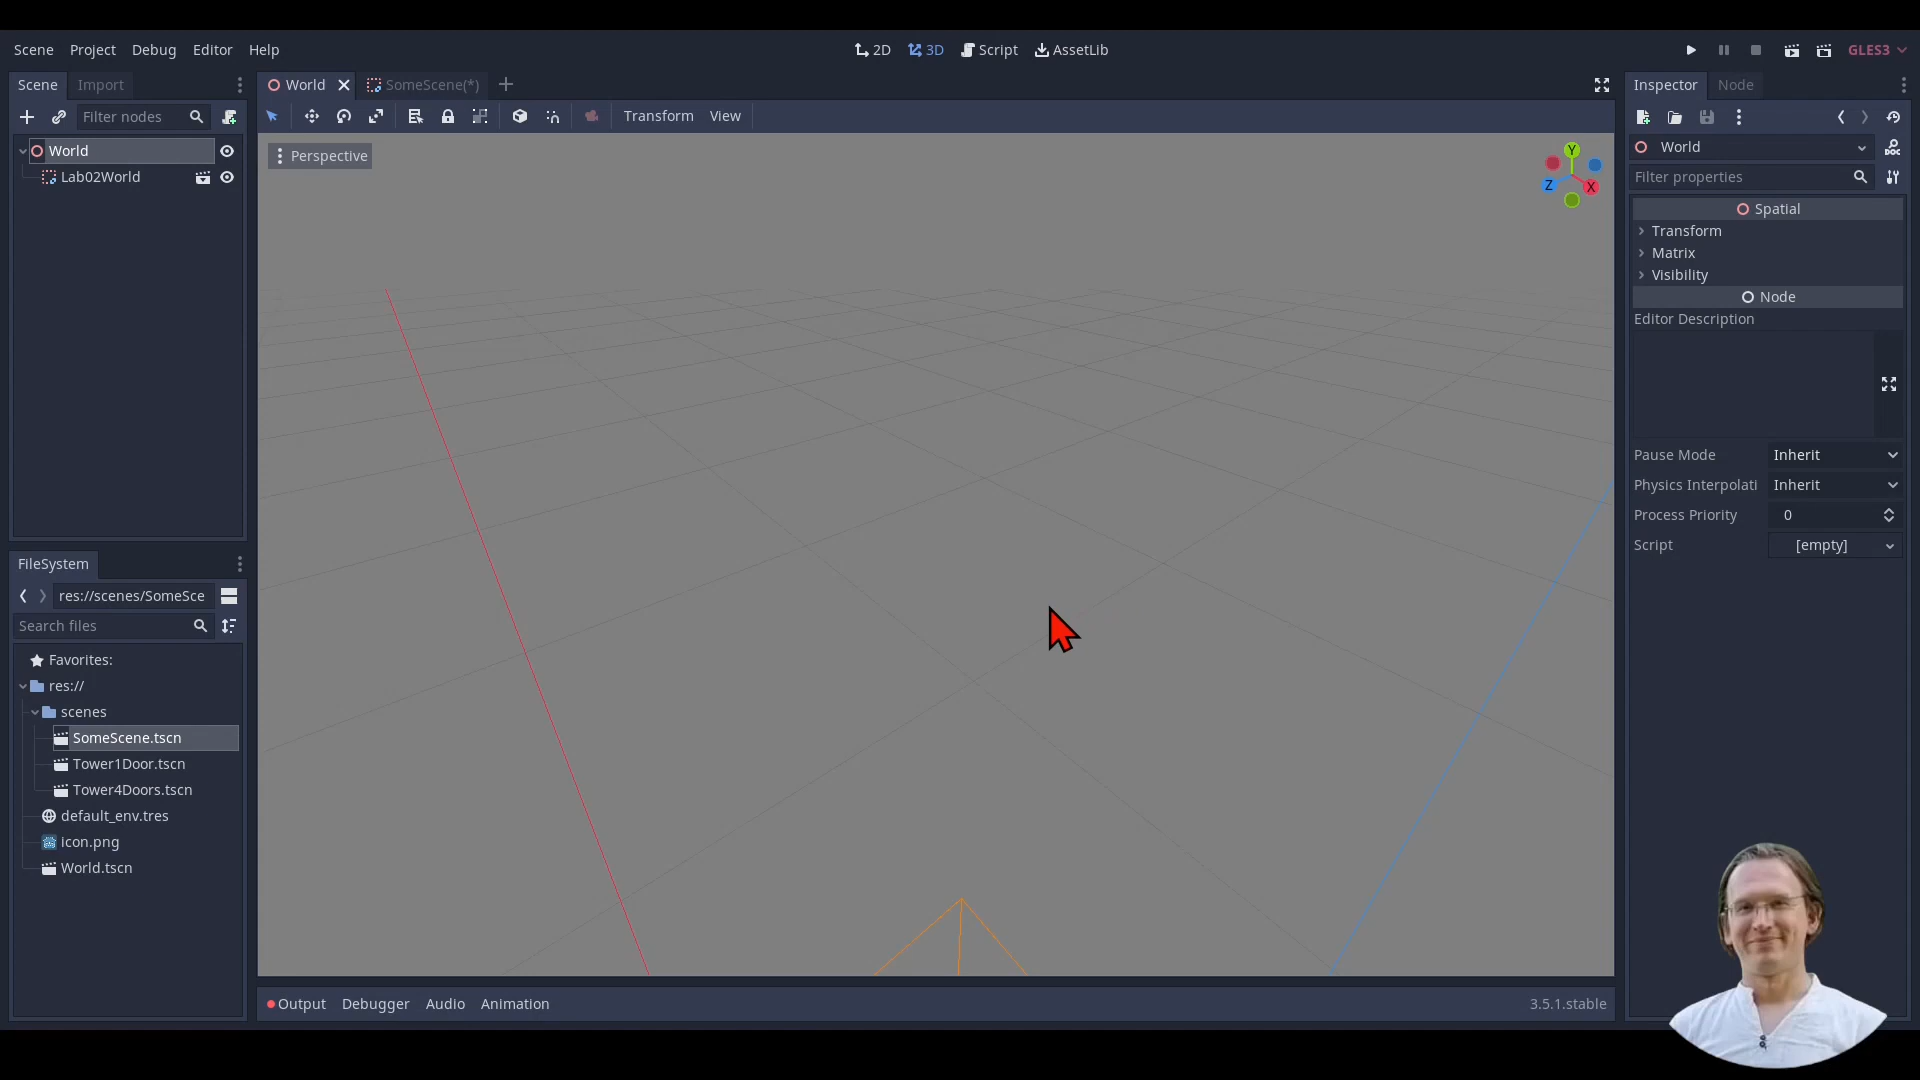 Scene Project Debug Editor Help
2D 3D Script AssetLib
GLES3
Scene Import
World SomeScene(*)
Inspector Node
Filter nodes
Transform View
World
Perspective
Lab02World
Y
Z X
World
Filter properties
Spatial
Transform
Matrix
Visibility
Node
Editor Description
Pause Mode Inherit
Physics Interpolati Inherit
Process Priority 0
Script [empty]
FileSystem
res://scenes/SomeSce
Search files
Favorites:
res://
scenes
SomeScene.tscn
Tower1Door.tscn
Tower4Doors.tscn
default_env.tres
icon.png
World.tscn
Output Debugger Audio Animation
3.5.1.stable